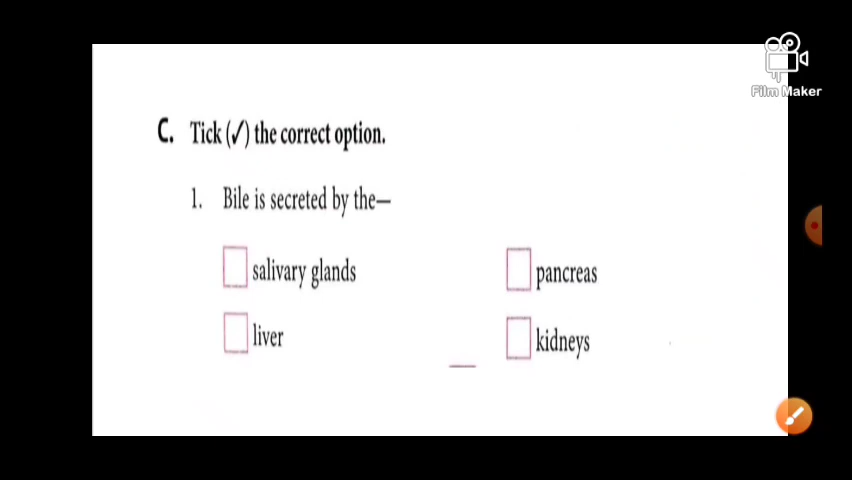 Film Maker
C. Tick (✓) the correct option.
1. Bile is secreted by the—
salivary glands
pancreas
liver
kidneys